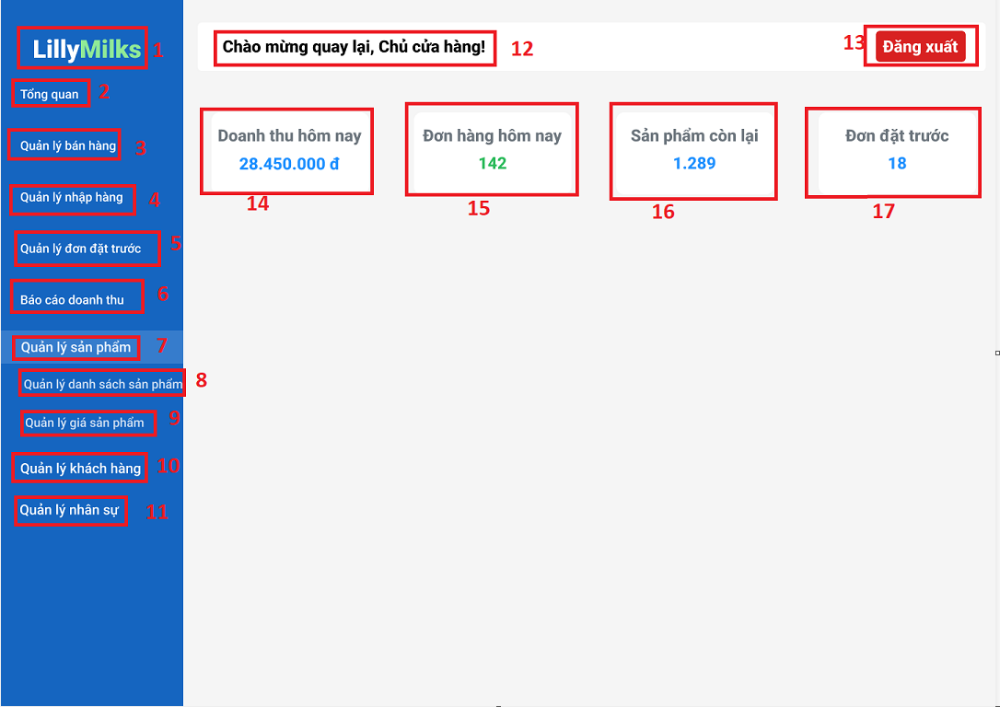 LillyMilks 1
Tổng quan 2
Quản lý bán hàng 3
Quản lý nhập hàng 4
Quản lý đơn đặt trước 5
Báo cáo doanh thu 6
Quản lý sản phẩm 7
Quản lý danh sách sản phẩm 8
Quản lý giá sản phẩm 9
Quản lý khách hàng 10
Quản lý nhân sự 11
Chào mừng quay lại, Chủ cửa hàng! 12
13 Đăng xuất
Doanh thu hôm nay
28.450.000 đ
14
Đơn hàng hôm nay
142
15
Sản phẩm còn lại
1.289
16
Đơn đặt trước
18
17